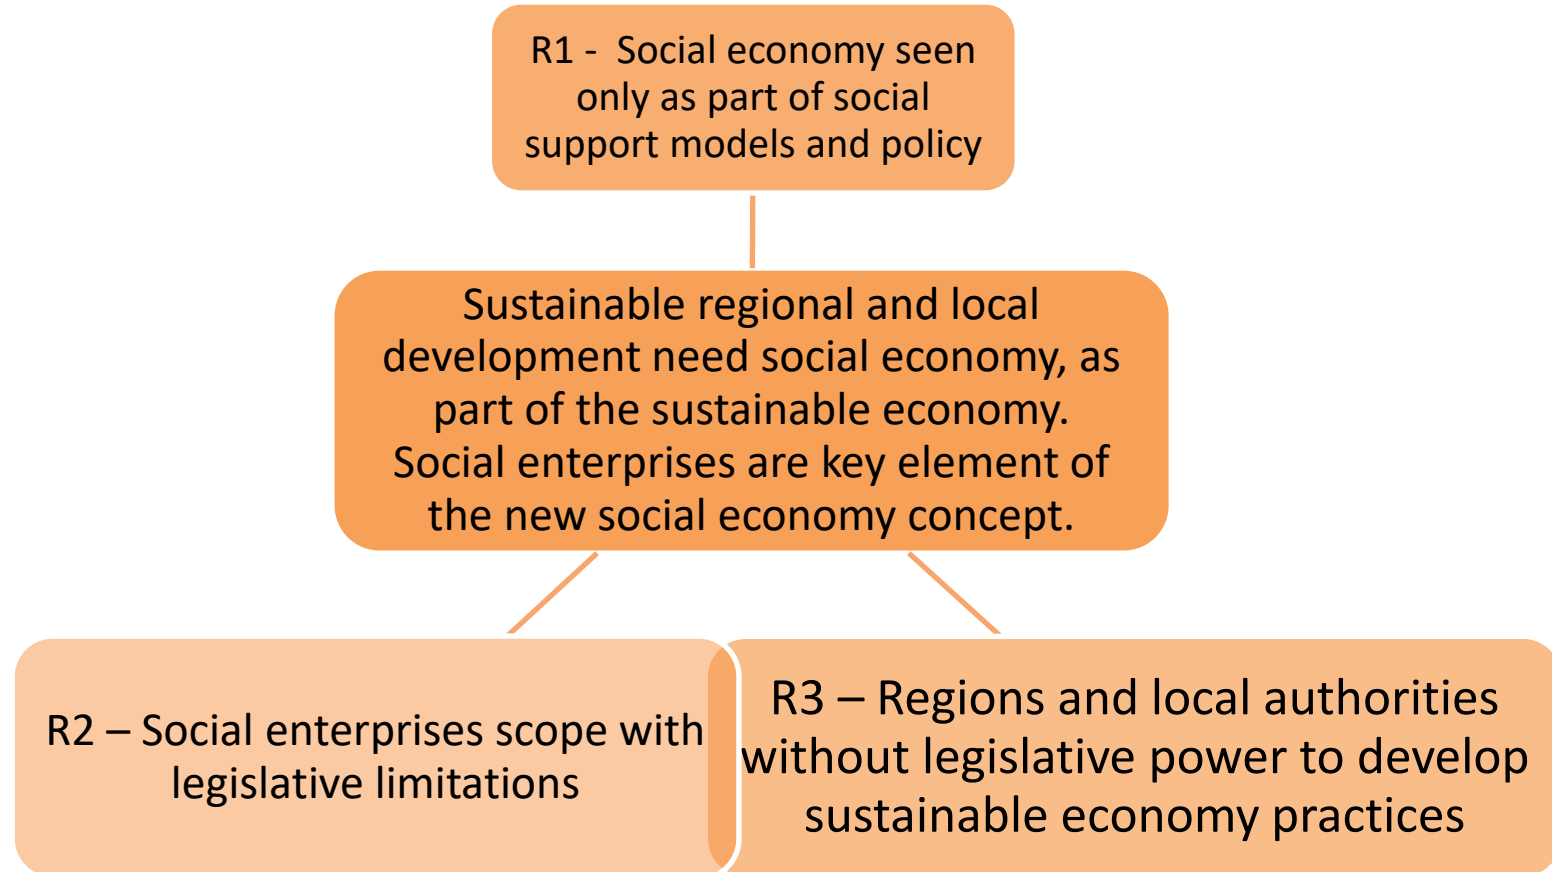 R1 -  Social economy seen
only as part of social
support models and policy
Sustainable regional and local
development need social economy, as
part of the sustainable economy.
Social enterprises are key element of
the new social economy concept.
R2 – Social enterprises scope with
legislative limitations
R3 – Regions and local authorities
without legislative power to develop
sustainable economy practices